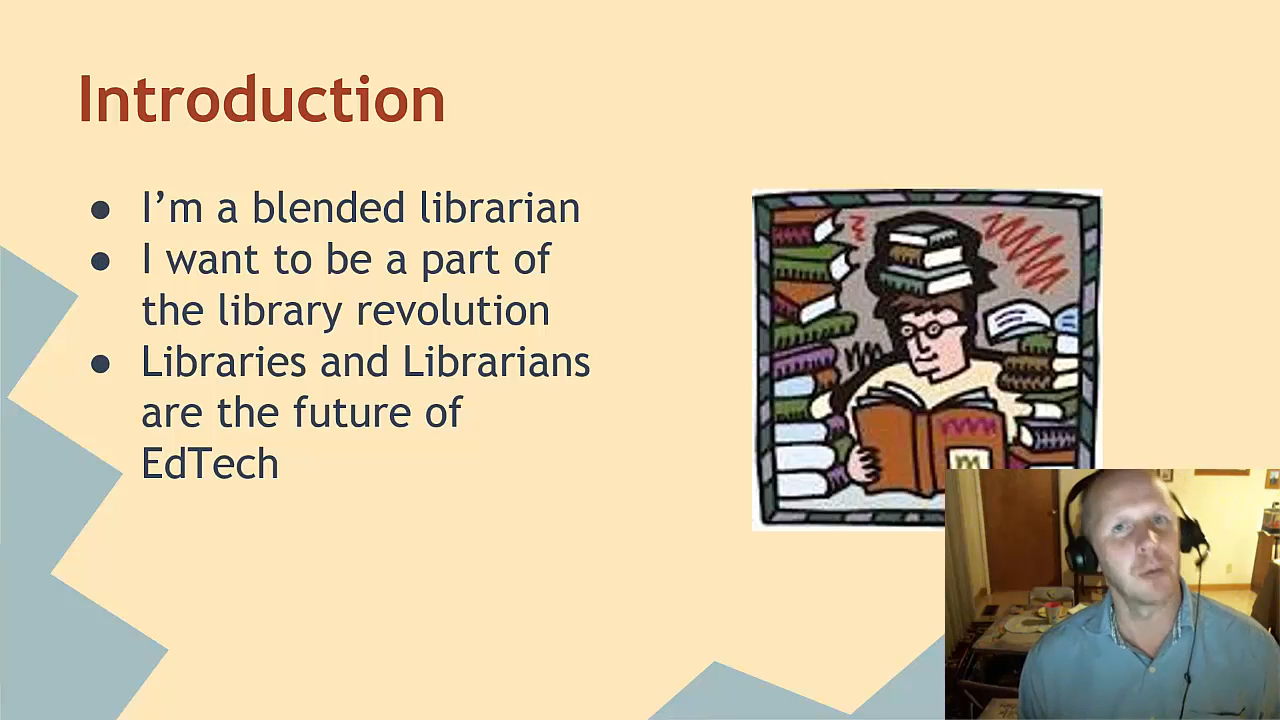 Introduction
● I’m a blended librarian
● I want to be a part of
the library revolution
● Libraries and Librarians
are the future of
EdTech